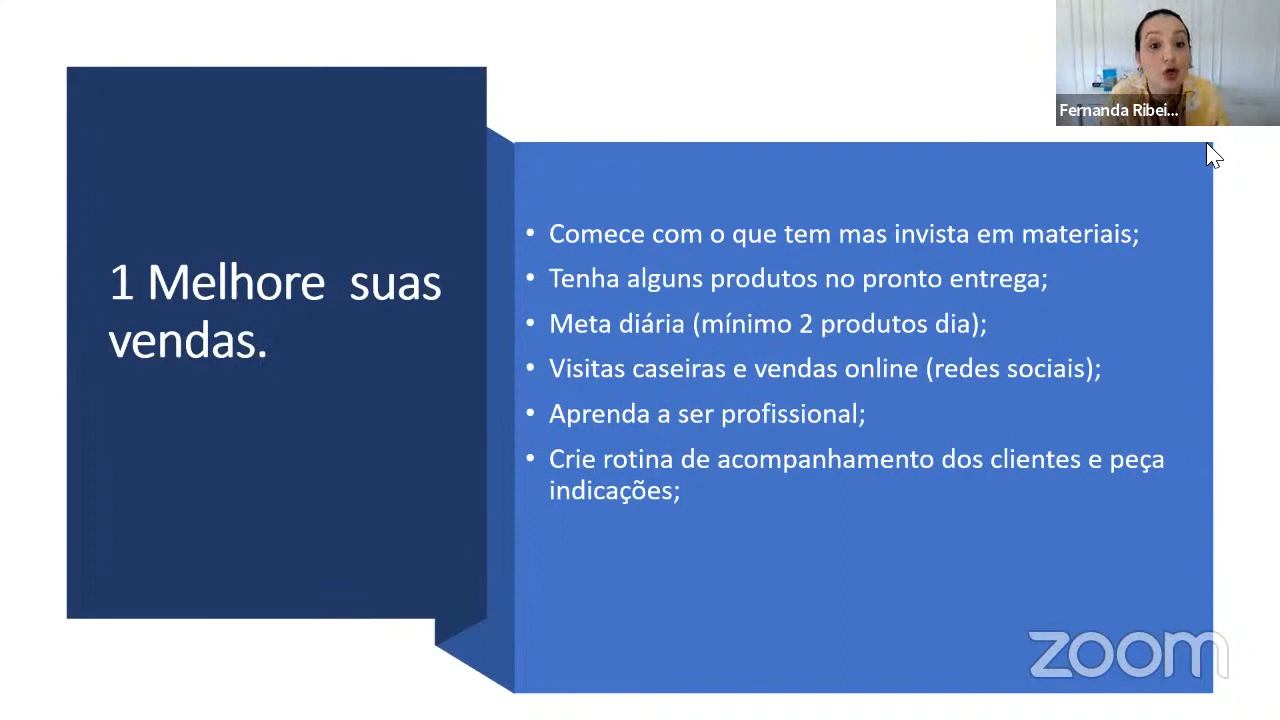 Fernanda Ribei...
1 Melhore suas
vendas.
• Comece com o que tem mas invista em materiais;
• Tenha alguns produtos no pronto entrega;
• Meta diária (mínimo 2 produtos dia);
• Visitas caseiras e vendas online (redes sociais);
• Aprenda a ser profissional;
• Crie rotina de acompanhamento dos clientes e peça
indicações;
zoom